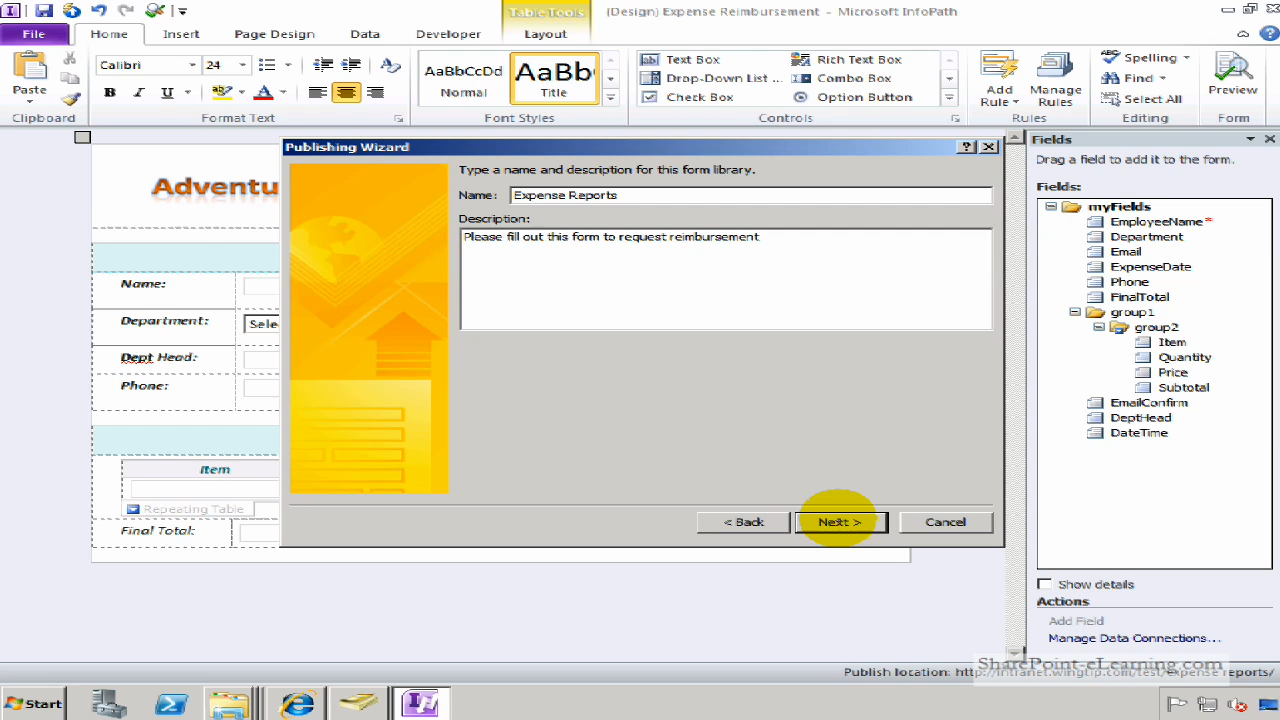 Table Tools
(Design) Expense Reimbursement - Microsoft InfoPath
File
Home
Insert
Page Design
Data
Developer
Layout
Paste
Clipboard
Calibri
24
B I U
A
Format Text
AaBbCcDd
Normal
AaBb
Title
Font Styles
Text Box
Rich Text Box
Drop-Down List ...
Combo Box
Check Box
Option Button
Controls
Add
Rule
Manage
Rules
Rules
Spelling
Find
Select All
Editing
Preview
Form
Adventu
Name:
Department:
Sele
Dept Head:
Phone:
Item
Repeating Table
Final Total:
Publishing Wizard
Type a name and description for this form library.
Name: Expense Reports
Description:
Please fill out this form to request reimbursement
< Back
Next >
Cancel
Fields
Drag a field to add it to the form.
Fields:
myFields
EmployeeName*
Department
Email
ExpenseDate
Phone
FinalTotal
group1
group2
Item
Quantity
Price
Subtotal
EmailConfirm
DeptHead
DateTime
Show details
Actions
Add Field
Manage Data Connections...
SharePoint-eLearning.com
Publish location: http://intranet.wingtip.com/test/expense reports/
Start